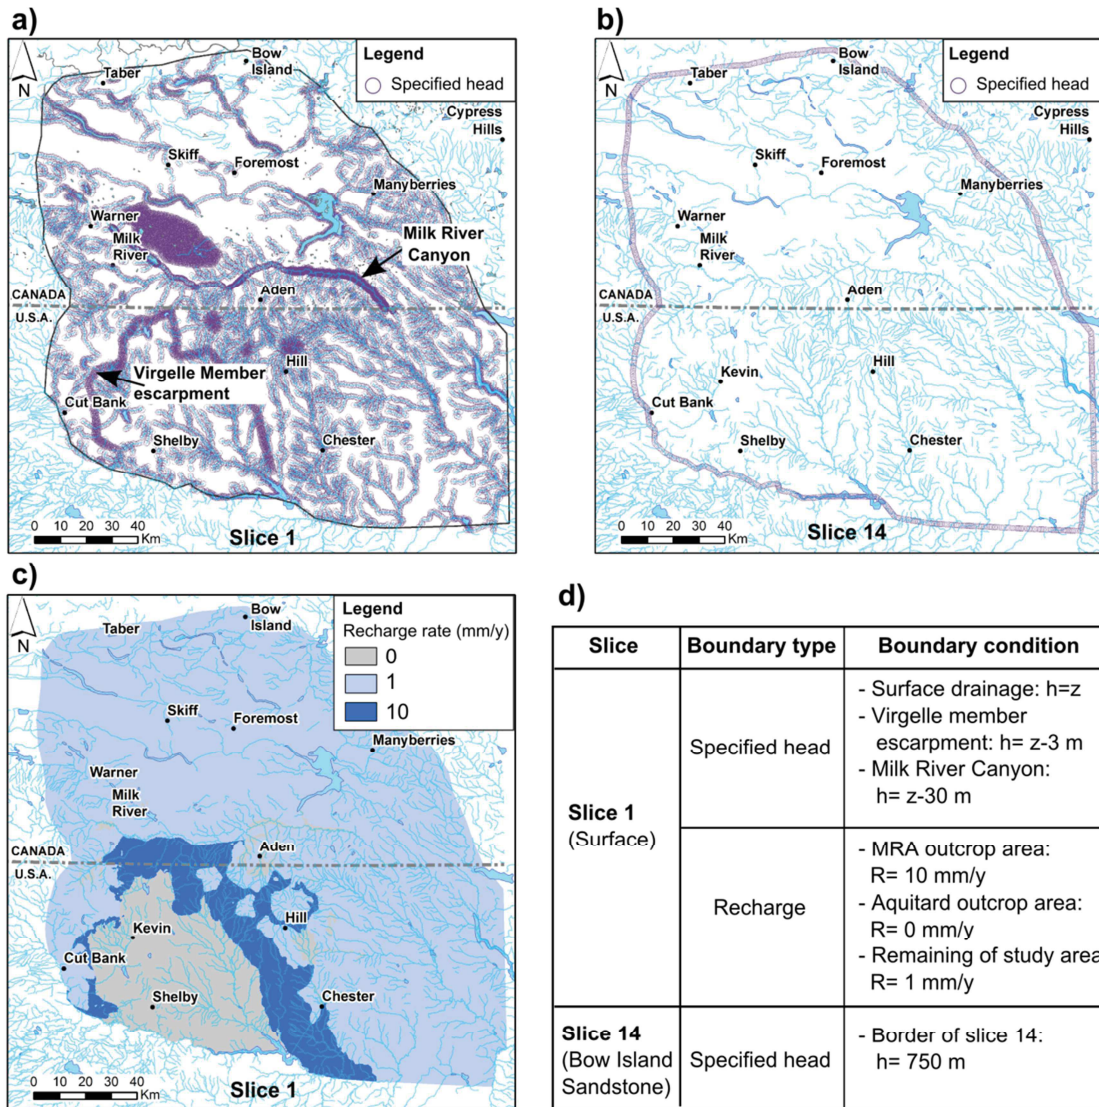 a)
Legend
Specified head
N
Taber
Bow
Island
Cypress
Hills
Skiff
Foremost
Manyberries
Warner
Milk
River
Milk River
Canyon
CANADA
U.S.A.
Aden
Hill
Virgelle Member
escarpment
Cut Bank
Shelby
Chester
0 10 20 30 40
Km
Slice 1
b)
Legend
Specified head
N
Taber
Bow
Island
Cypress
Hills
Skiff
Foremost
Manyberries
Warner
Milk
River
CANADA
U.S.A.
Aden
Kevin
Hill
Cut Bank
Shelby
Chester
0 10 20 30 40
Km
Slice 14
c)
Legend
Recharge rate (mm/y)
0
1
10
N
Taber
Bow
Island
Skiff
Foremost
Manyberries
Warner
Milk
River
CANADA
U.S.A.
Aden
Kevin
Hill
Cut Bank
Shelby
Chester
0 10 20 30 40
Km
Slice 1
d)
Slice Boundary type Boundary condition
Slice 1
(Surface)
Specified head
- Surface drainage: h=z
- Virgelle member
escarpment: h= z-3 m
- Milk River Canyon:
h= z-30 m
Recharge
- MRA outcrop area:
R= 10 mm/y
- Aquitard outcrop area:
R= 0 mm/y
- Remaining of study area
R= 1 mm/y
Slice 14
(Bow Island
Sandstone)
Specified head
- Border of slice 14:
h= 750 m